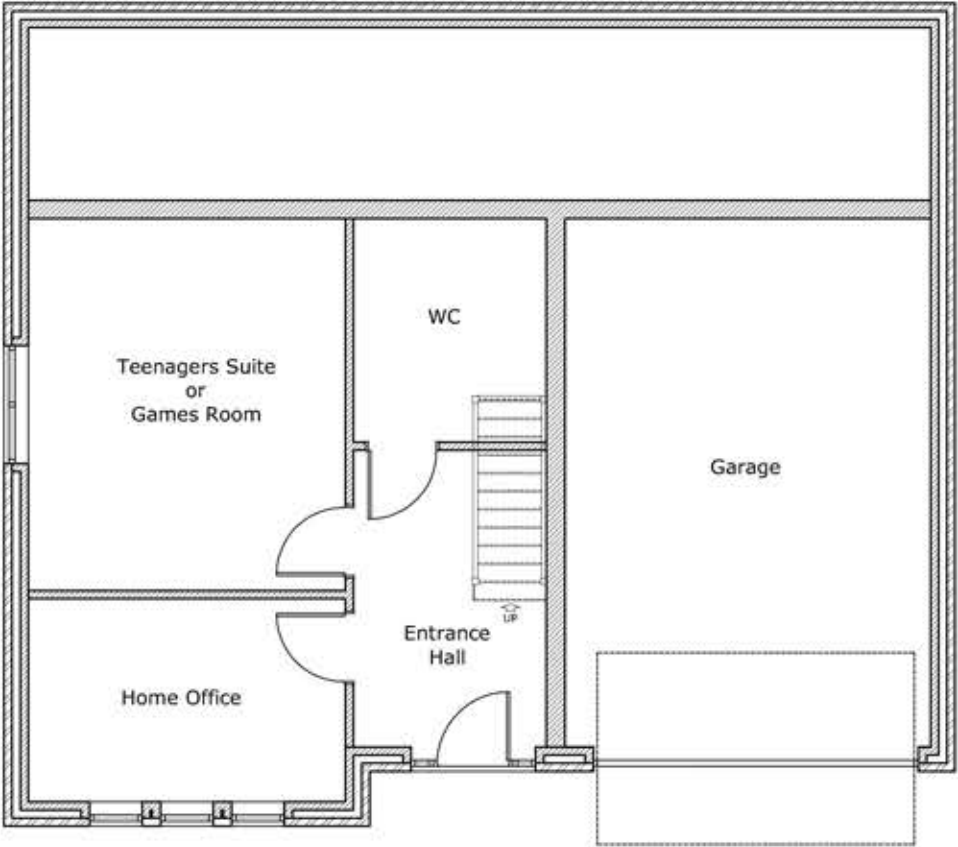 WC
Teenagers Suite
or
Games Room
Garage
UP
Entrance
Hall
Home Office